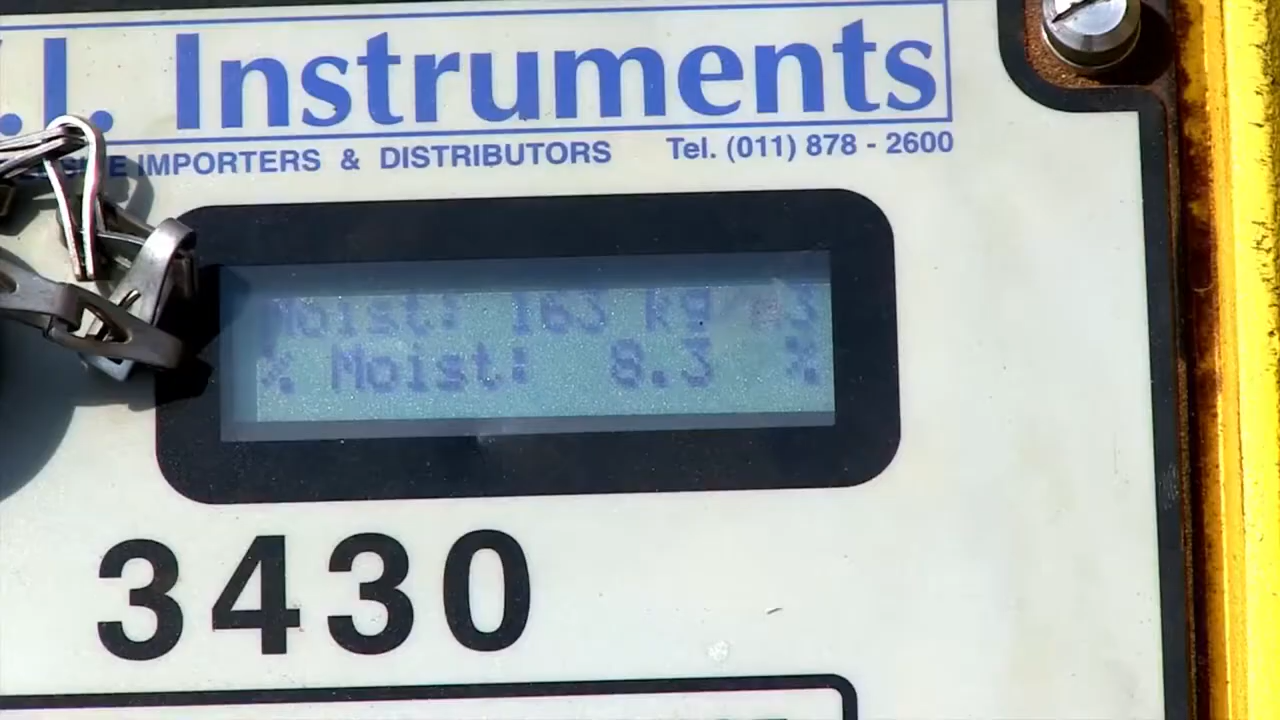 .I. Instruments
IMPORTERS & DISTRIBUTORS Tel. (011) 878 - 2600
Moist: 163 kg/m3
% Moist: 8.3 %
3430